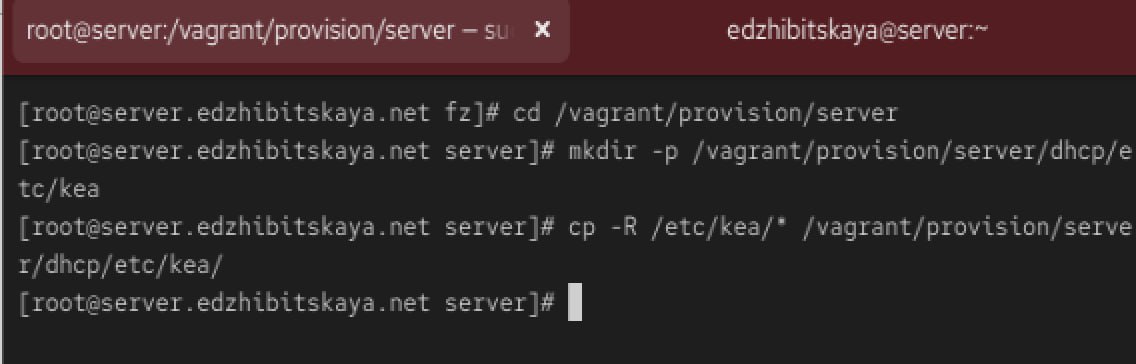 root@server:/vagrant/provision/server — su
edzhibitskaya@server:~
[root@server.edzhibitskaya.net fz]# cd /vagrant/provision/server
[root@server.edzhibitskaya.net server]# mkdir -p /vagrant/provision/server/dhcp/e
tc/kea
[root@server.edzhibitskaya.net server]# cp -R /etc/kea/* /vagrant/provision/serve
r/dhcp/etc/kea/
[root@server.edzhibitskaya.net server]#